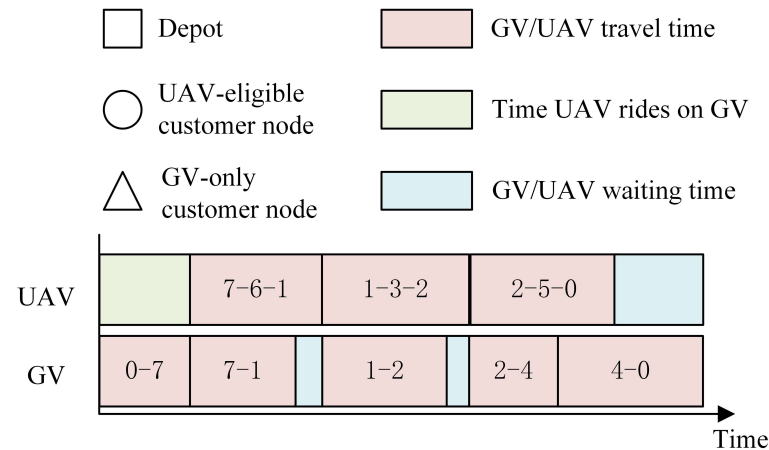 Depot
GV/UAV travel time
UAV-eligible
customer node
Time UAV rides on GV
GV-only
customer node
GV/UAV waiting time
UAV
7-6-1
1-3-2
2-5-0
GV
0-7
7-1
1-2
2-4
4-0
Time